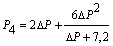 P₄ = 2ΔP + 6ΔP² / (ΔP + 7,2)